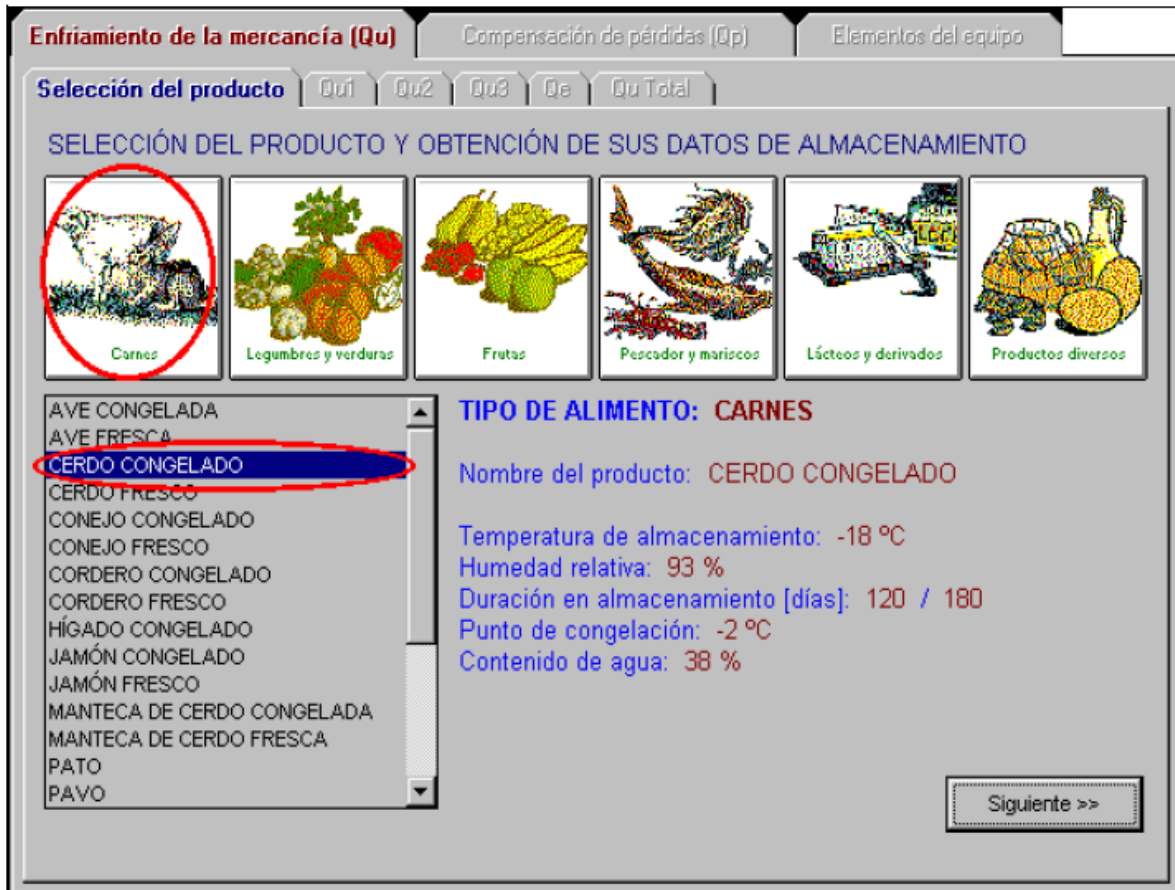 Enfriamiento de la mercancía (Qu)
Compensación de pérdidas (Qp)
Elementos del equipo
Selección del producto
Qu1
Qu2
Qu3
Qe
Qu Total
SELECCIÓN DEL PRODUCTO Y OBTENCIÓN DE SUS DATOS DE ALMACENAMIENTO
Carnes
Legumbres y verduras
Frutas
Pescador y mariscos
Lácteos y derivados
Productos diversos
AVE CONGELADA
AVE FRESCA
CERDO CONGELADO
CERDO FRESCO
CONEJO CONGELADO
CONEJO FRESCO
CORDERO CONGELADO
CORDERO FRESCO
HÍGADO CONGELADO
JAMÓN CONGELADO
JAMÓN FRESCO
MANTECA DE CERDO CONGELADA
MANTECA DE CERDO FRESCA
PATO
PAVO
TIPO DE ALIMENTO: CARNES
Nombre del producto: CERDO CONGELADO
Temperatura de almacenamiento: -18 ºC
Humedad relativa: 93 %
Duración en almacenamiento [días]: 120 / 180
Punto de congelación: -2 ºC
Contenido de agua: 38 %
Siguiente >>